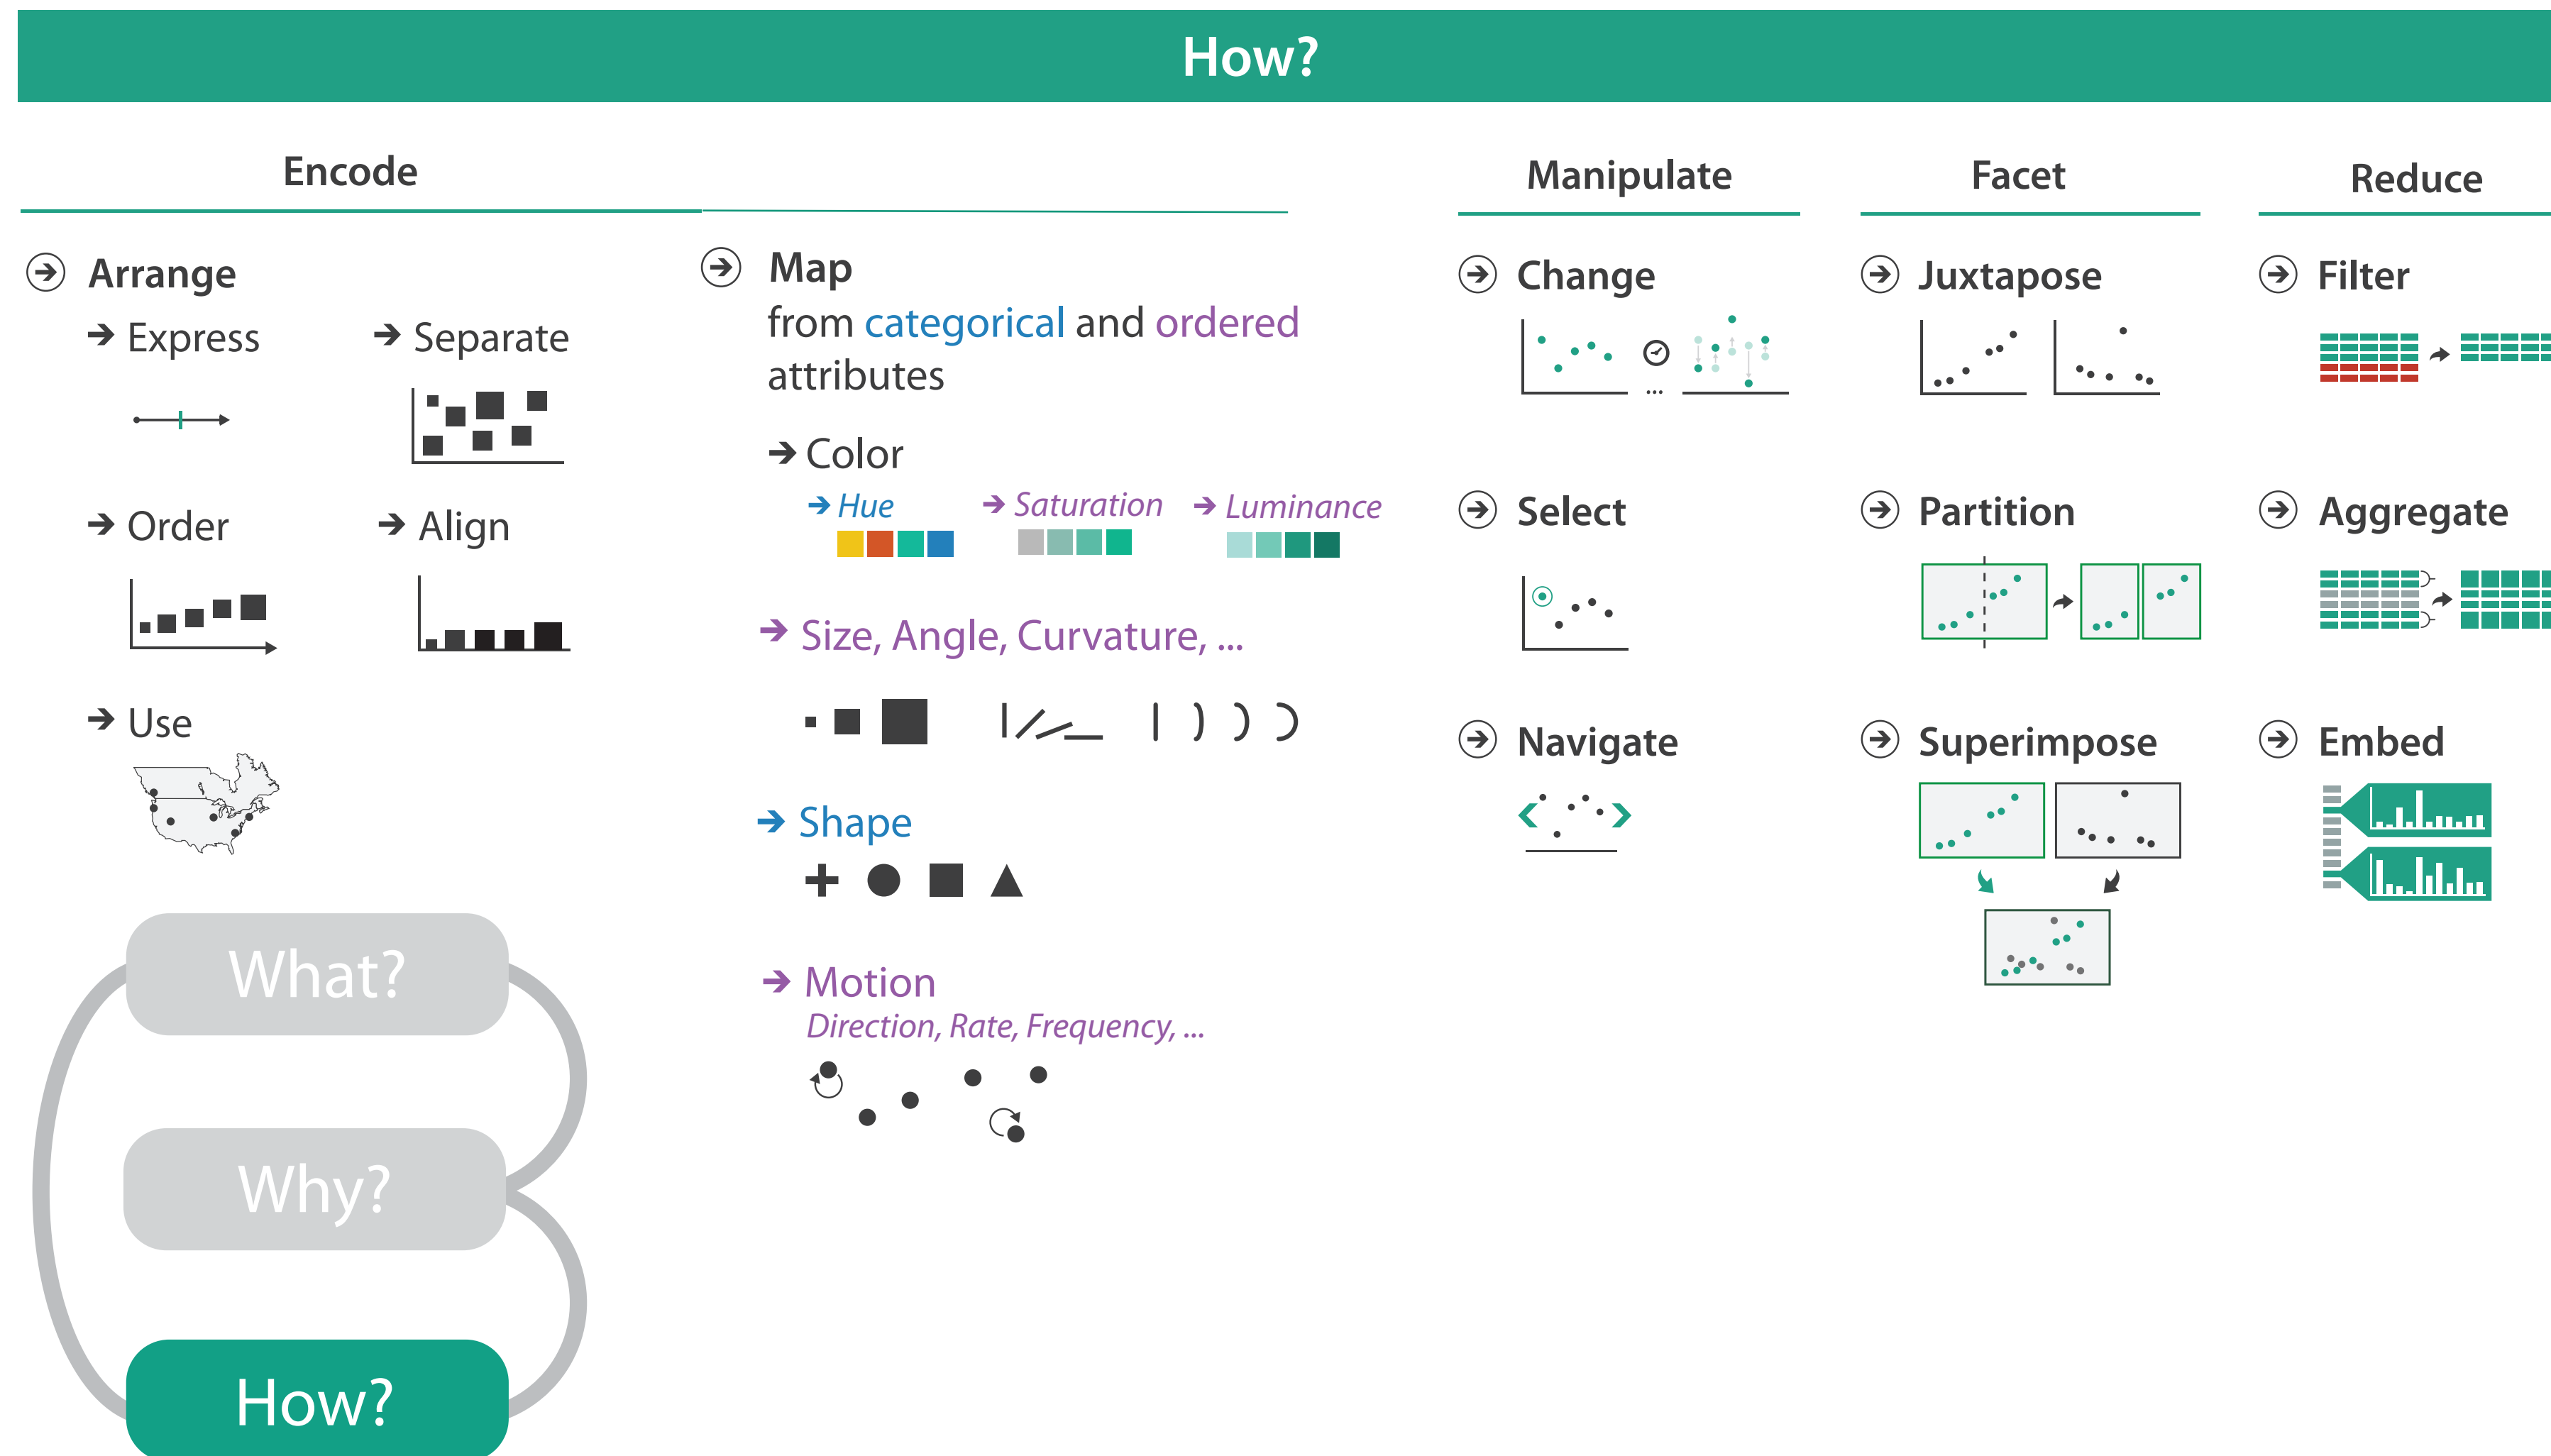 How?
Encode
Arrange
Express
Separate
Order
Align
Use
What?
Why?
How?
Map
from categorical and ordered
attributes
Color
Hue
Saturation
Luminance
Size, Angle, Curvature, ...
Shape
Motion
Direction, Rate, Frequency, ...
Manipulate
Change
...
Select
Navigate
Facet
Juxtapose
Partition
Superimpose
Reduce
Filter
Aggregate
Embed